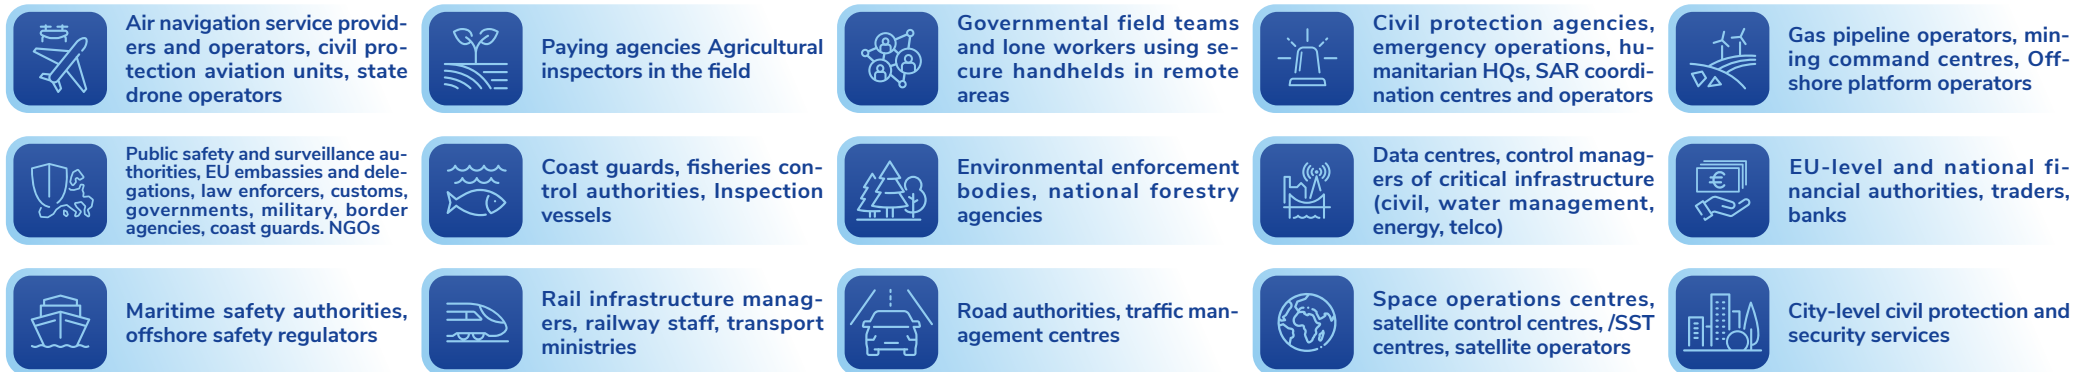 Air navigation service provid-
ers and operators, civil pro-
tection aviation units, state
drone operators
Paying agencies Agricultural
inspectors in the field
Governmental field teams
and lone workers using se-
cure handhelds in remote
areas
Civil protection agencies,
emergency operations, hu-
manitarian HQs, SAR coordi-
nation centres and operators
Gas pipeline operators, min-
ing command centres, Off-
shore platform operators
Public safety and surveillance au-
thorities, EU embassies and dele-
gations, law enforcers, customs,
governments, military, border
agencies, coast guards. NGOs
Coast guards, fisheries con-
trol authorities, Inspection
vessels
Environmental enforcement
bodies, national forestry
agencies
Data centres, control manag-
ers of critical infrastructure
(civil, water management,
energy, telco)
€
EU-level and national fi-
nancial authorities, traders,
banks
Maritime safety authorities,
offshore safety regulators
Rail infrastructure manag-
ers, railway staff, transport
ministries
Road authorities, traffic man-
agement centres
Space operations centres,
satellite control centres, /SST
centres, satellite operators
City-level civil protection and
security services